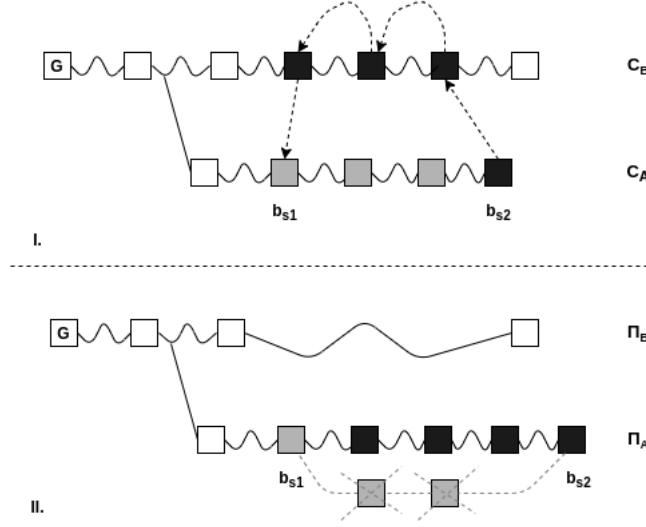 G
C_B
C_A
b_s1
b_s2
I.
G
Π_B
Π_A
b_s1
b_s2
II.